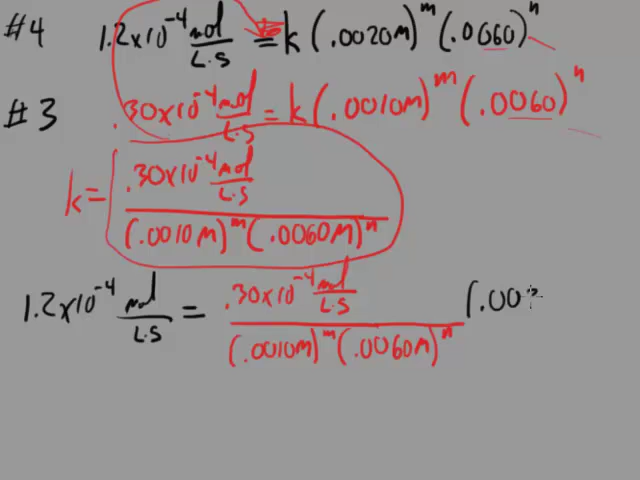 #4 1.2x10⁻⁴ mol/L·S = k(.0020M)ᵐ(.0060)ⁿ
#3 .30x10⁻⁴ mol/L·S = k(.0010M)ᵐ(.0060)ⁿ
k = .30x10⁻⁴ mol/L·S
(.0010M)ᵐ(.0060M)ⁿ
1.2x10⁻⁴ mol/L·S = .30x10⁻⁴ mol/L·S (.00
(.0010M)ᵐ(.0060M)ⁿ